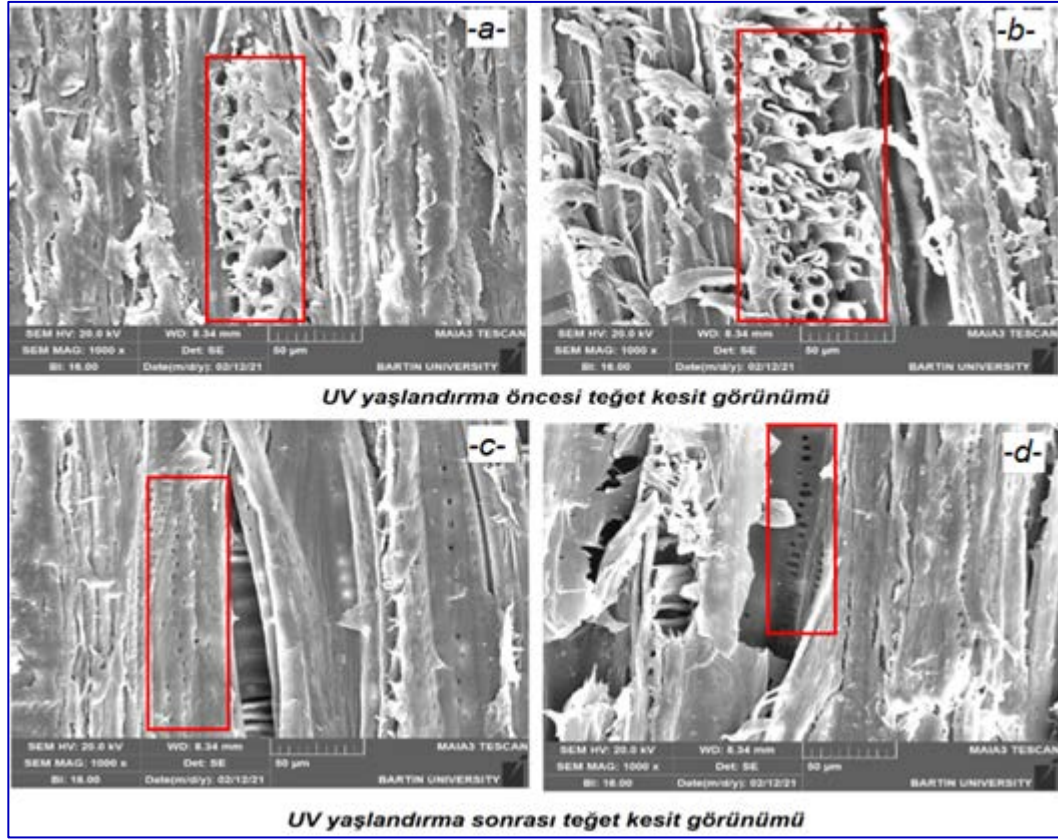 -a-
-b-
SEM HV: 20.0 kV WD: 8.34 mm MAIA3 TESCAN
SEM MAG: 1000 x Det: SE 50 µm
BI: 16.00 Date(m/d/y): 02/12/21 BARTIN UNIVERSITY
SEM HV: 20.0 kV WD: 8.34 mm MAIA3 TESCAN
SEM MAG: 1000 x Det: SE 50 µm
BI: 16.00 Date(m/d/y): 02/12/21 BARTIN UNIVERSITY
UV yaşlandırma öncesi teğet kesit görünümü
-c-
-d-
SEM HV: 20.0 kV WD: 8.34 mm MAIA3 TESCAN
SEM MAG: 1000 x Det: SE 50 µm
BI: 16.00 Date(m/d/y): 02/12/21 BARTIN UNIVERSITY
SEM HV: 20.0 kV WD: 8.34 mm MAIA3 TESCAN
SEM MAG: 1000 x Det: SE 50 µm
BI: 16.00 Date(m/d/y): 02/12/21 BARTIN UNIVERSITY
UV yaşlandırma sonrası teğet kesit görünümü